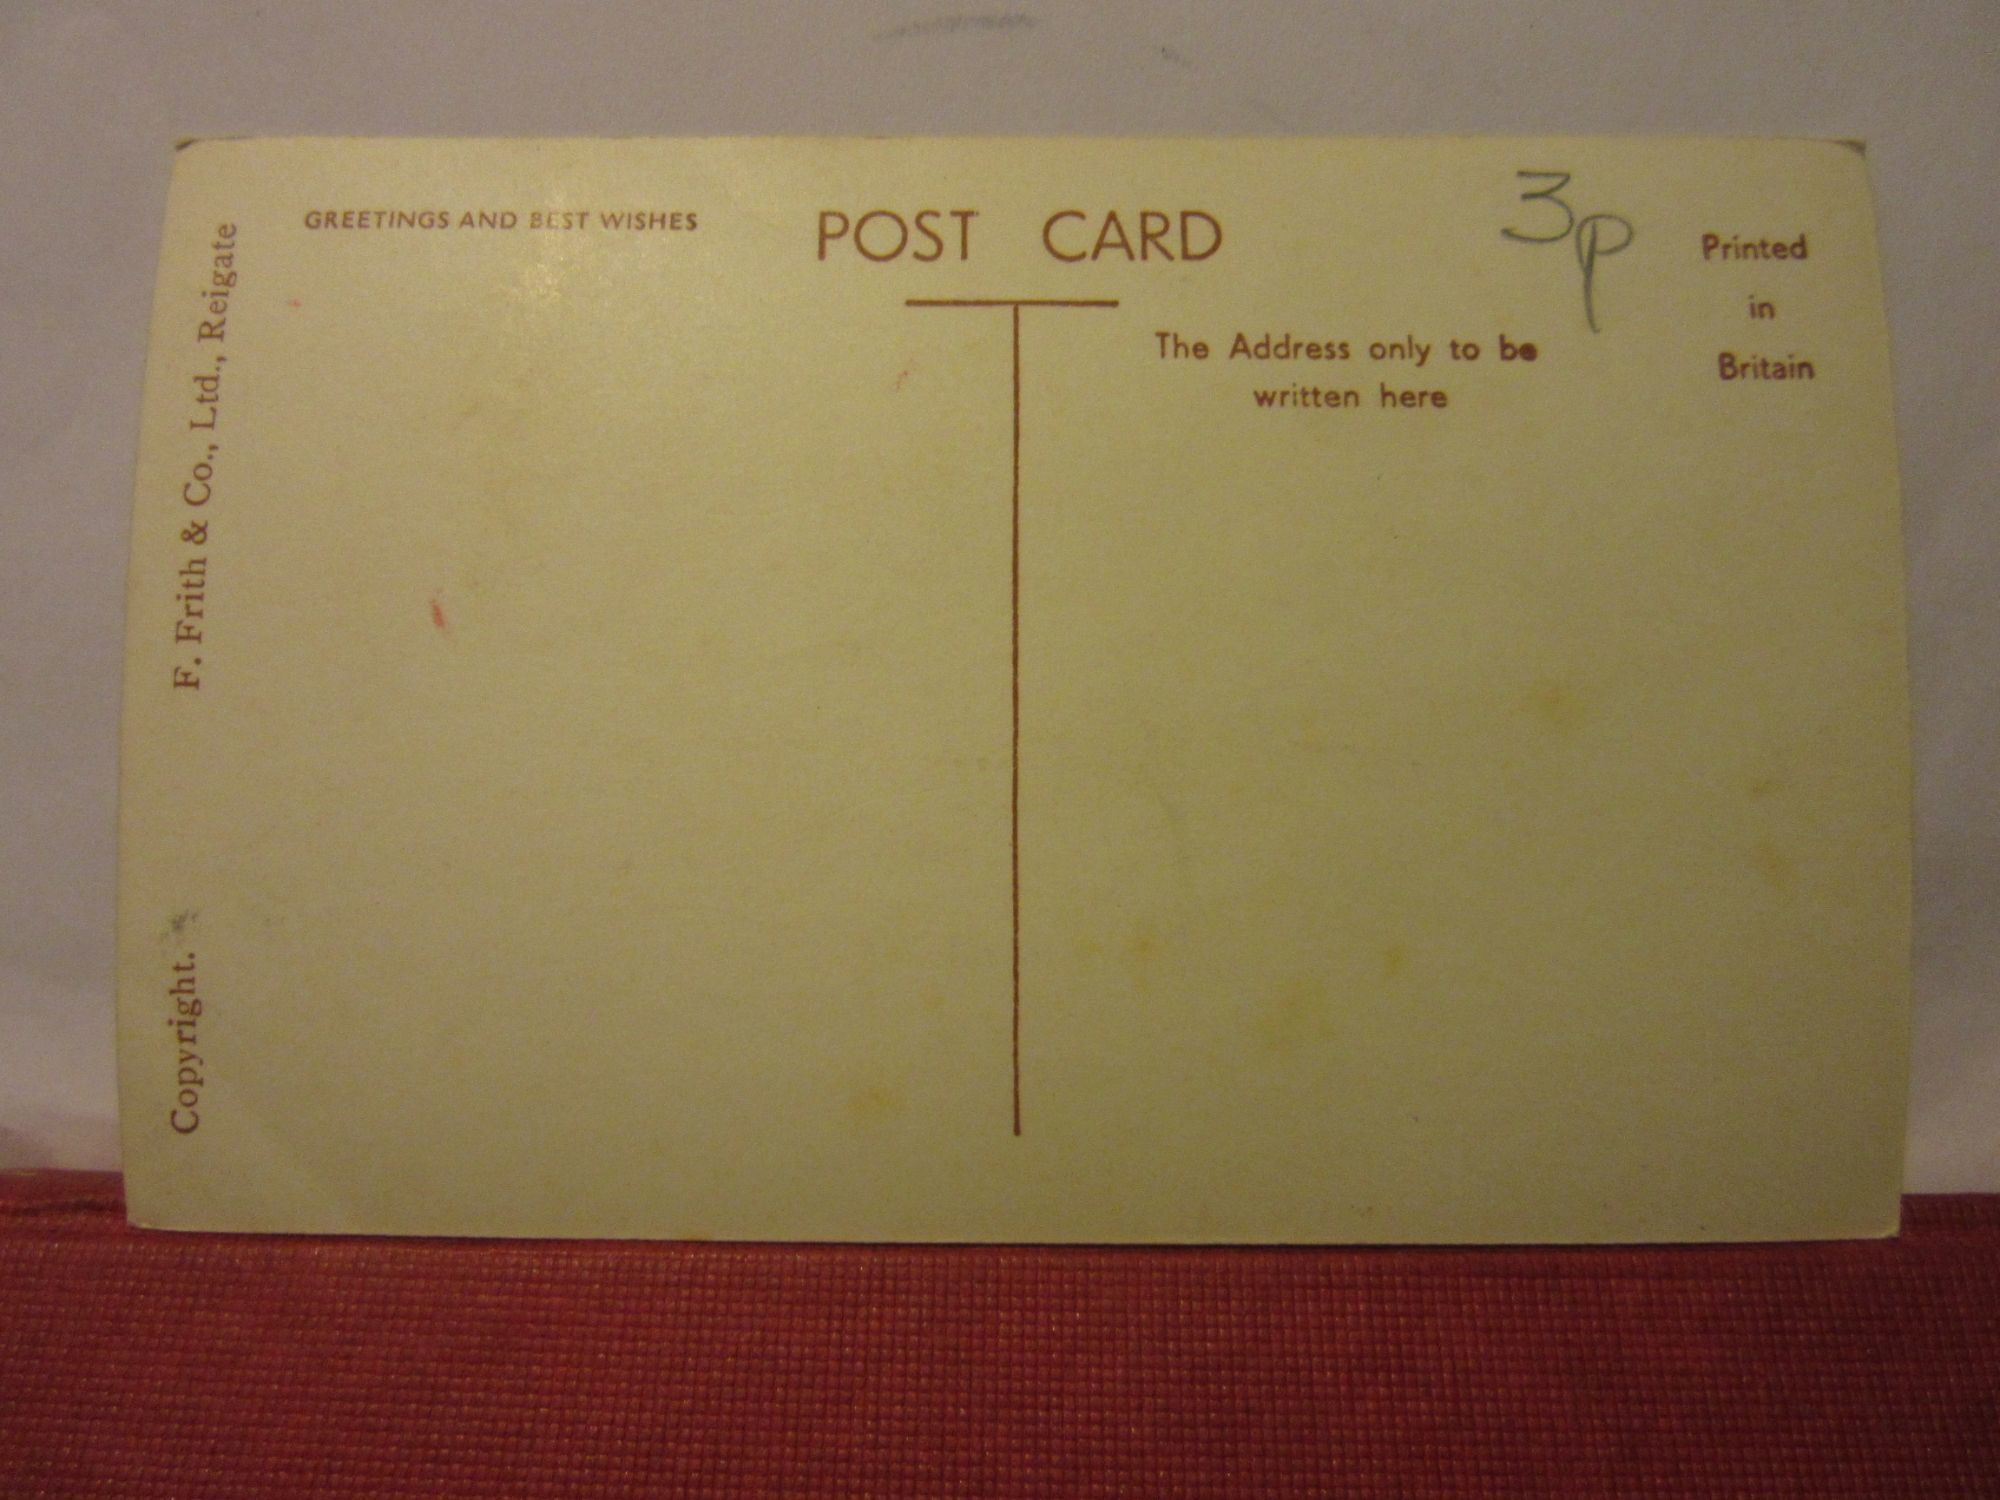 GREETINGS AND BEST WISHES
POST CARD
3p
Printed
in
Britain
The Address only to be
written here
F. Frith & Co., Ltd., Reigate
Copyright.